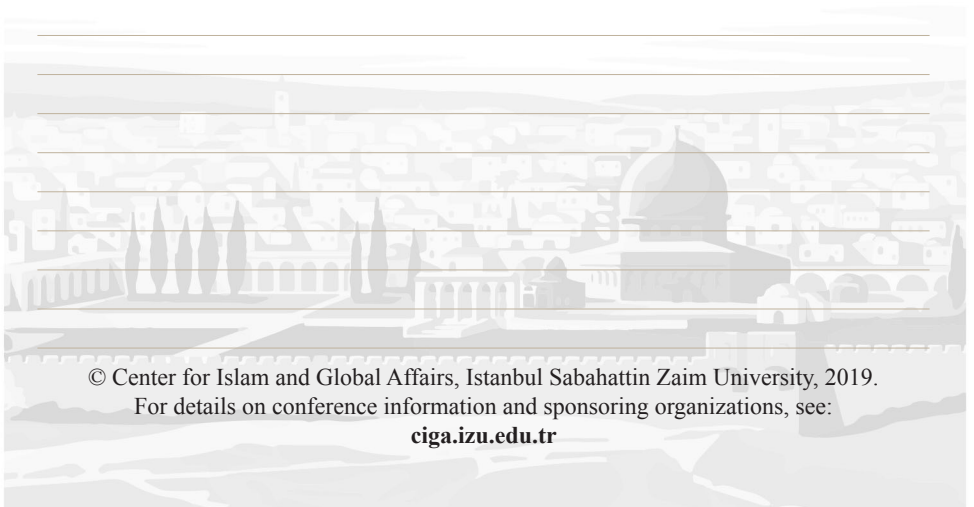 © Center for Islam and Global Affairs, Istanbul Sabahattin Zaim University, 2019.
For details on conference information and sponsoring organizations, see:
ciga.izu.edu.tr